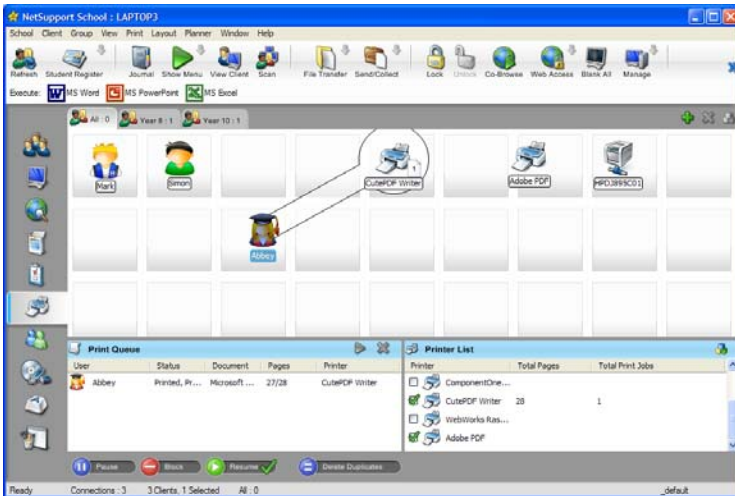 NetSupport School : LAPTOP3
School Client Group View Print Layout Planner Window Help
Refresh Student Register Journal Show Menu View Client Scan File Transfer Send/Collect Lock Unlock Co-Browse Web Access Blank All Manage
Execute: MS Word MS PowerPoint MS Excel
All : 0 Year 8 : 1 Year 10 : 1
Mark Simon CutePDF Writer 1 Adobe PDF HPDJ895C01
Abbey
Print Queue Printer List
User Status Document Pages Printer Printer Total Pages Total Print Jobs
Abbey Printed, Pr... Microsoft ... 27/28 CutePDF Writer ComponentOne...
CutePDF Writer 28 1
WebWorks Ras...
Adobe PDF
Pause Block Resume Delete Duplicates
Ready Connections : 3 3 Clients, 1 Selected All : 0 _default